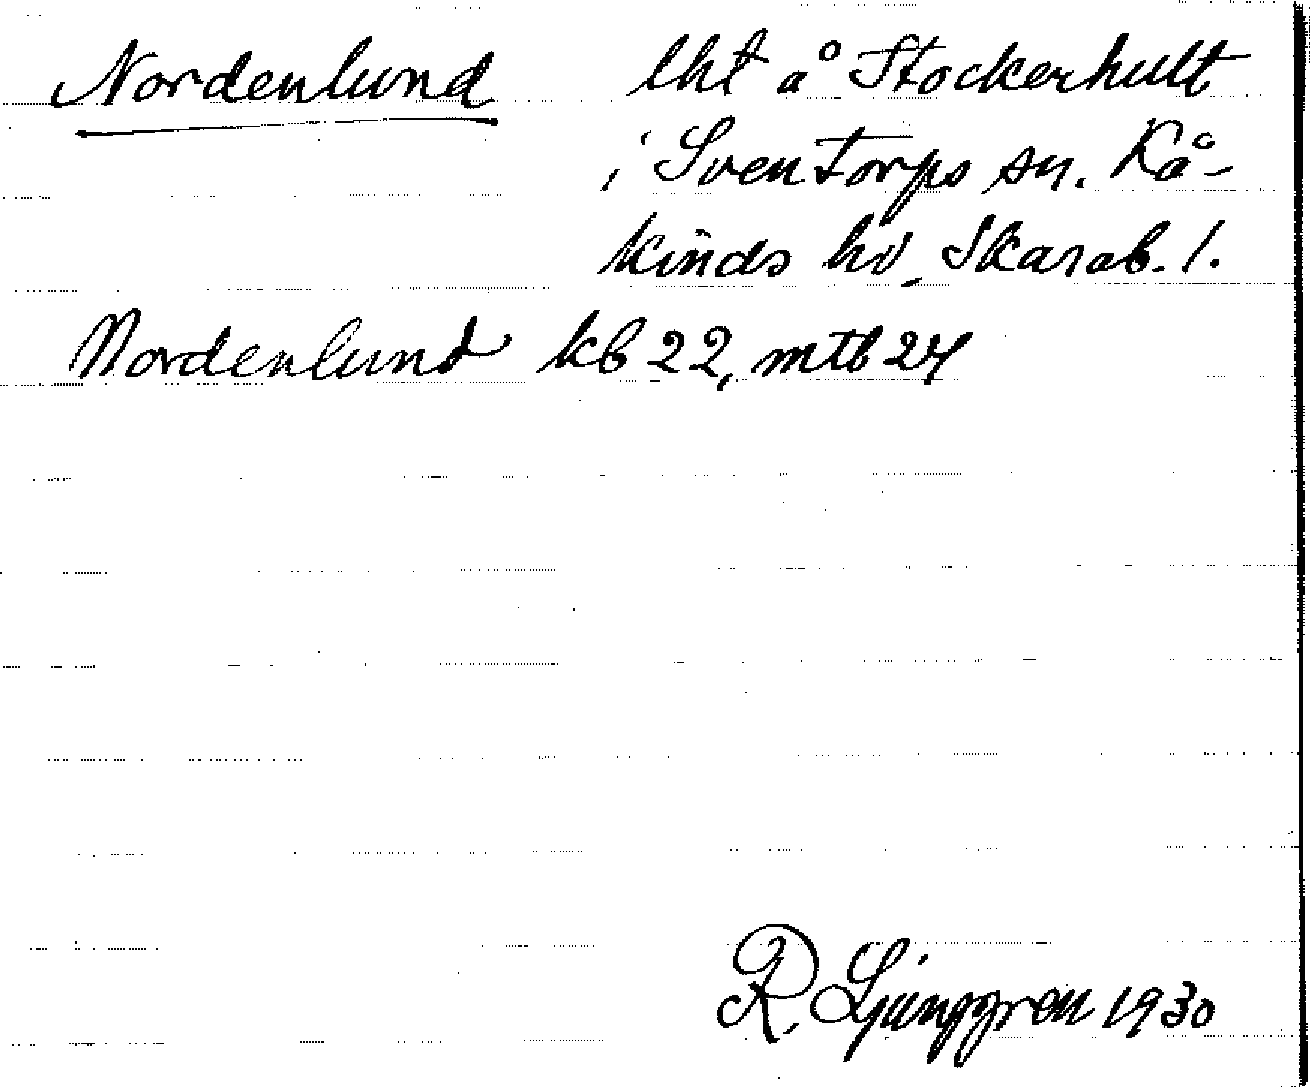 Nordenlund lht å Stockerhult
i Sventorps sn. Kå-
kinds hd, Skarab. l.
Nordenlund kb 22, mtb 24
R. Ljunggren 1930